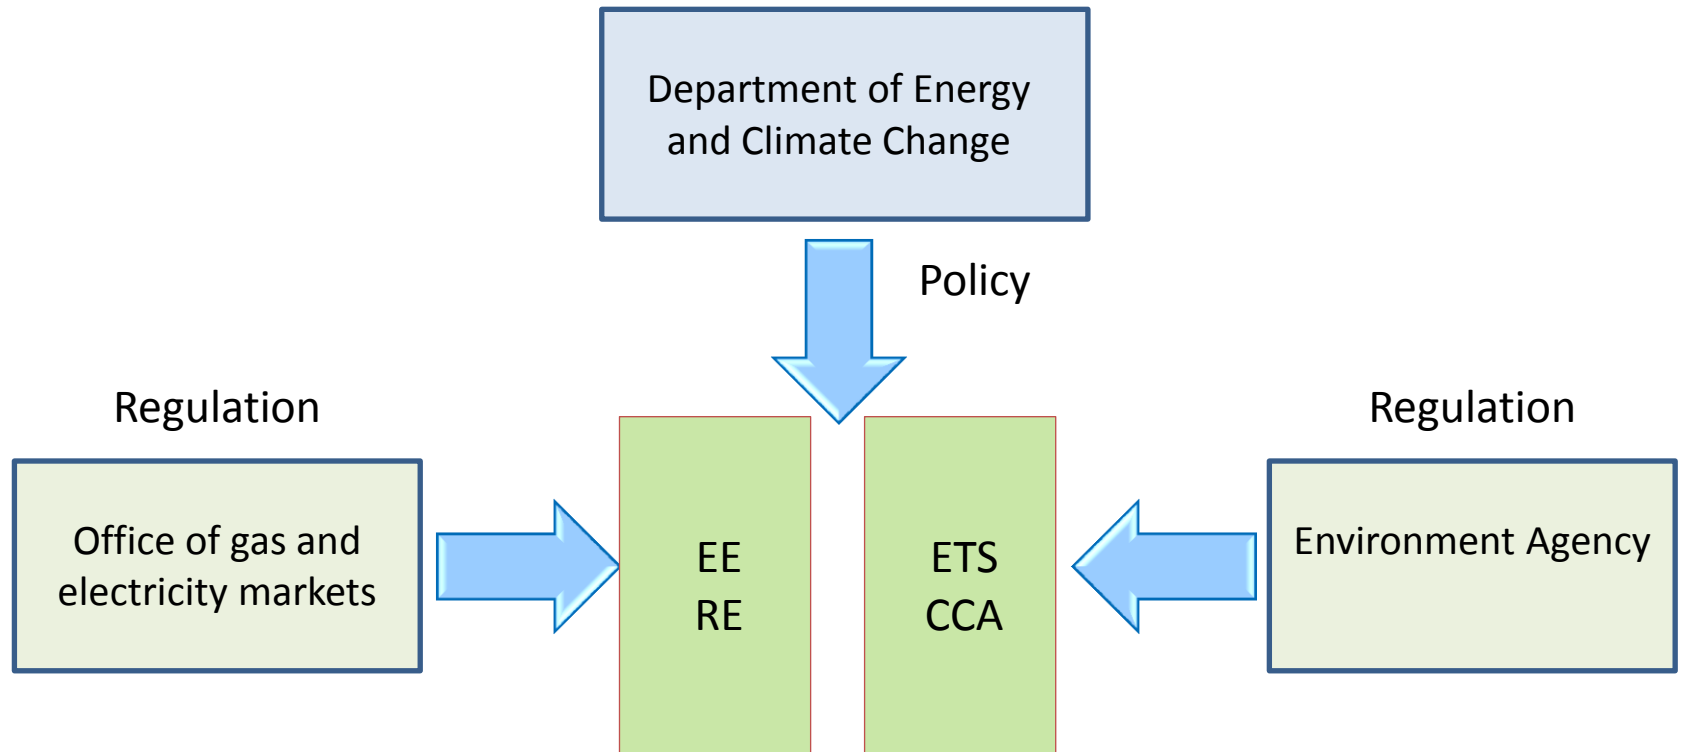 Department of Energy
and Climate Change
Policy
Regulation
Regulation
Office of gas and
electricity markets
EE
RE
ETS
CCA
Environment Agency